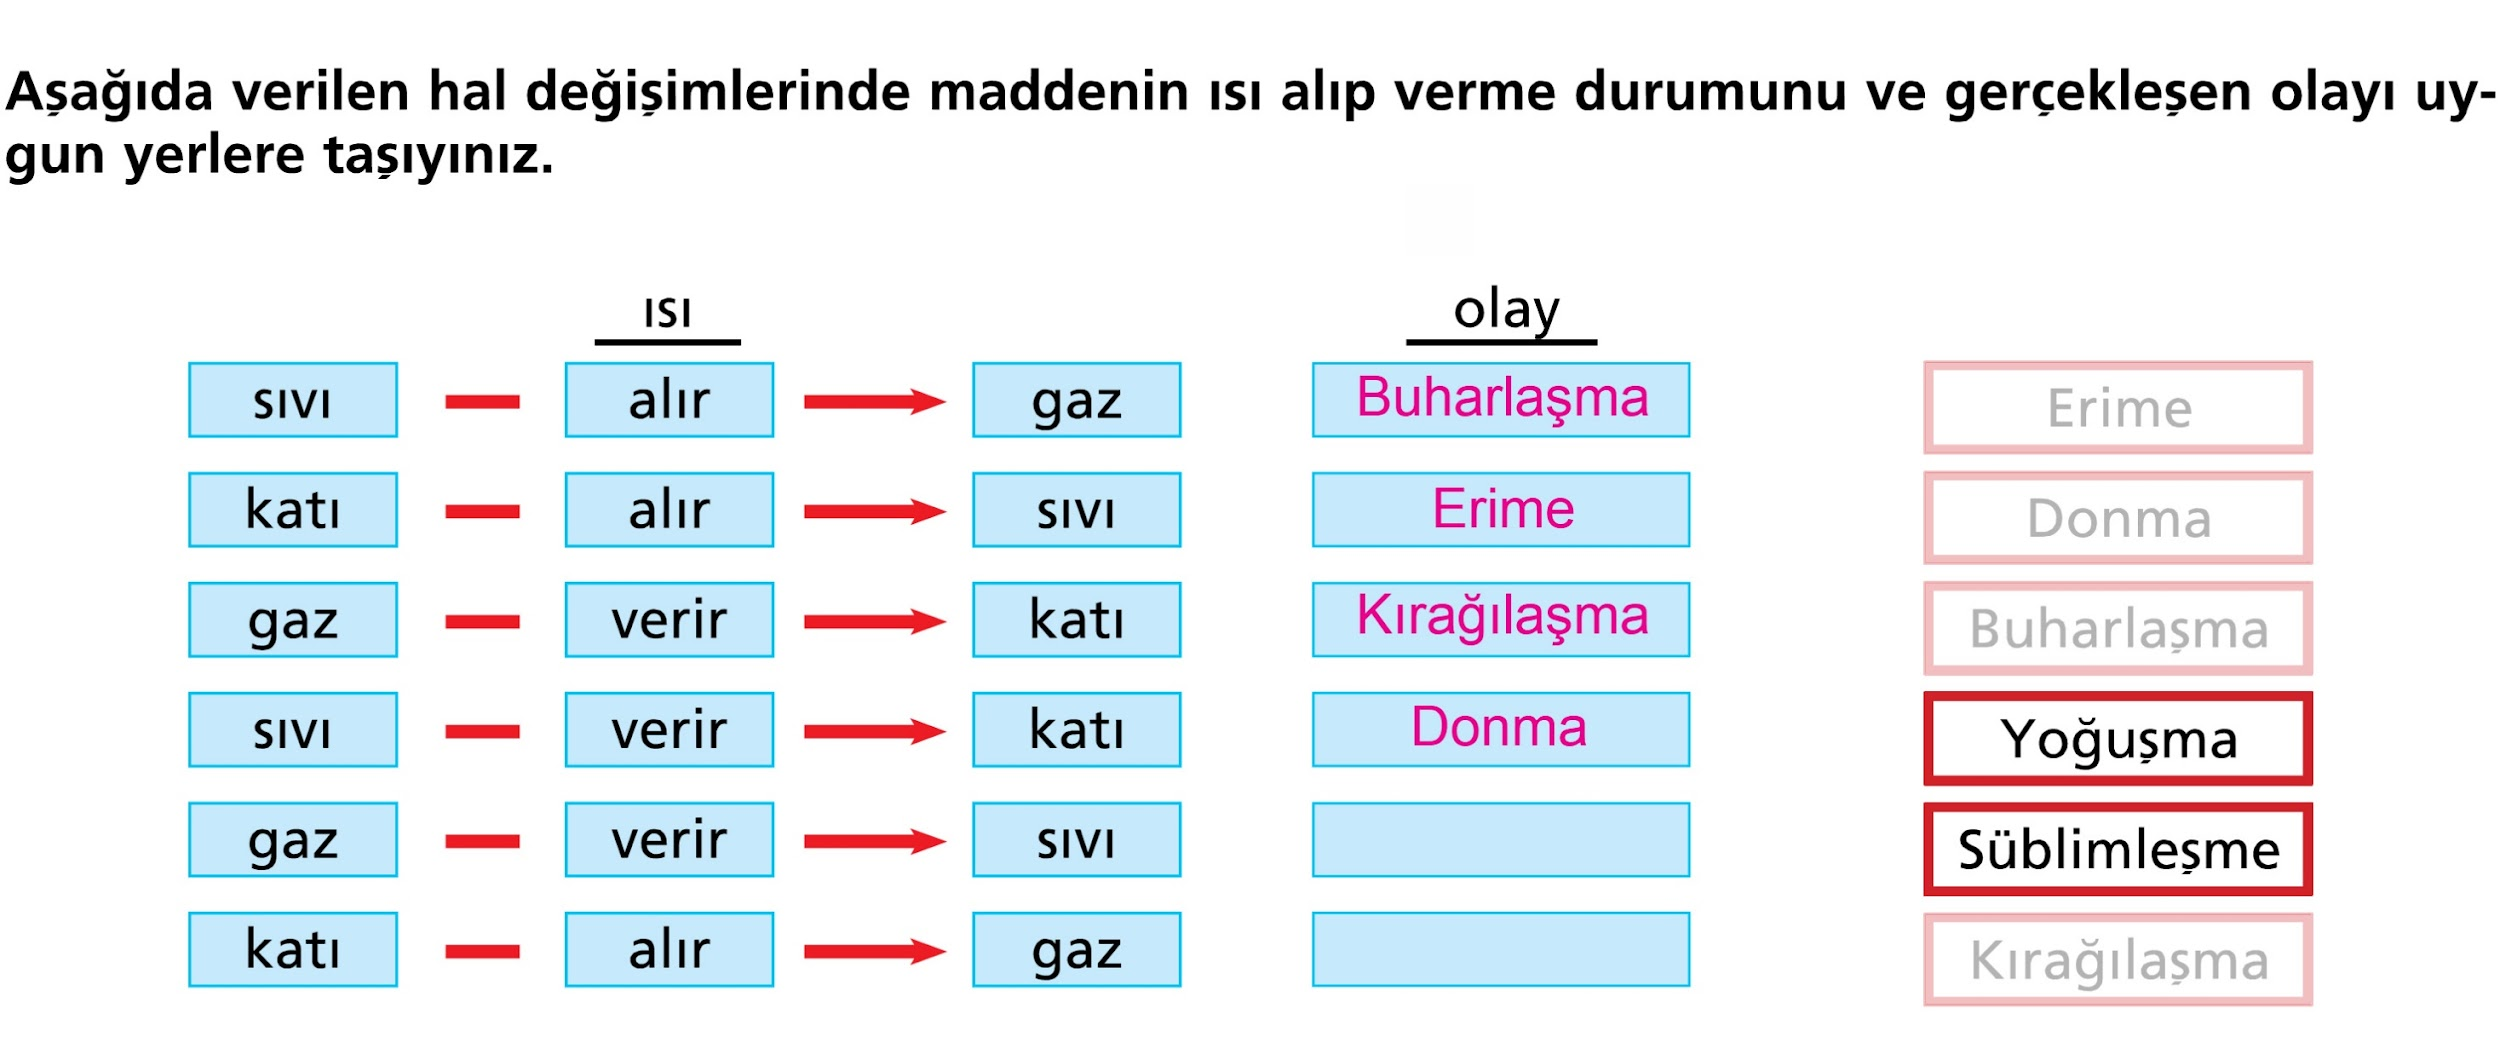 Aşağıda verilen hal değişimlerinde maddenin ısı alıp verme durumunu ve gerçekleşen olayı uy-
gun yerlere taşıyınız.
ısı olay
sıvı alır gaz Buharlaşma Erime
katı alır sıvı Erime Donma
gaz verir katı Kırağılaşma Buharlaşma
sıvı verir katı Donma Yoğuşma
gaz verir sıvı Süblimleşme
katı alır gaz Kırağılaşma